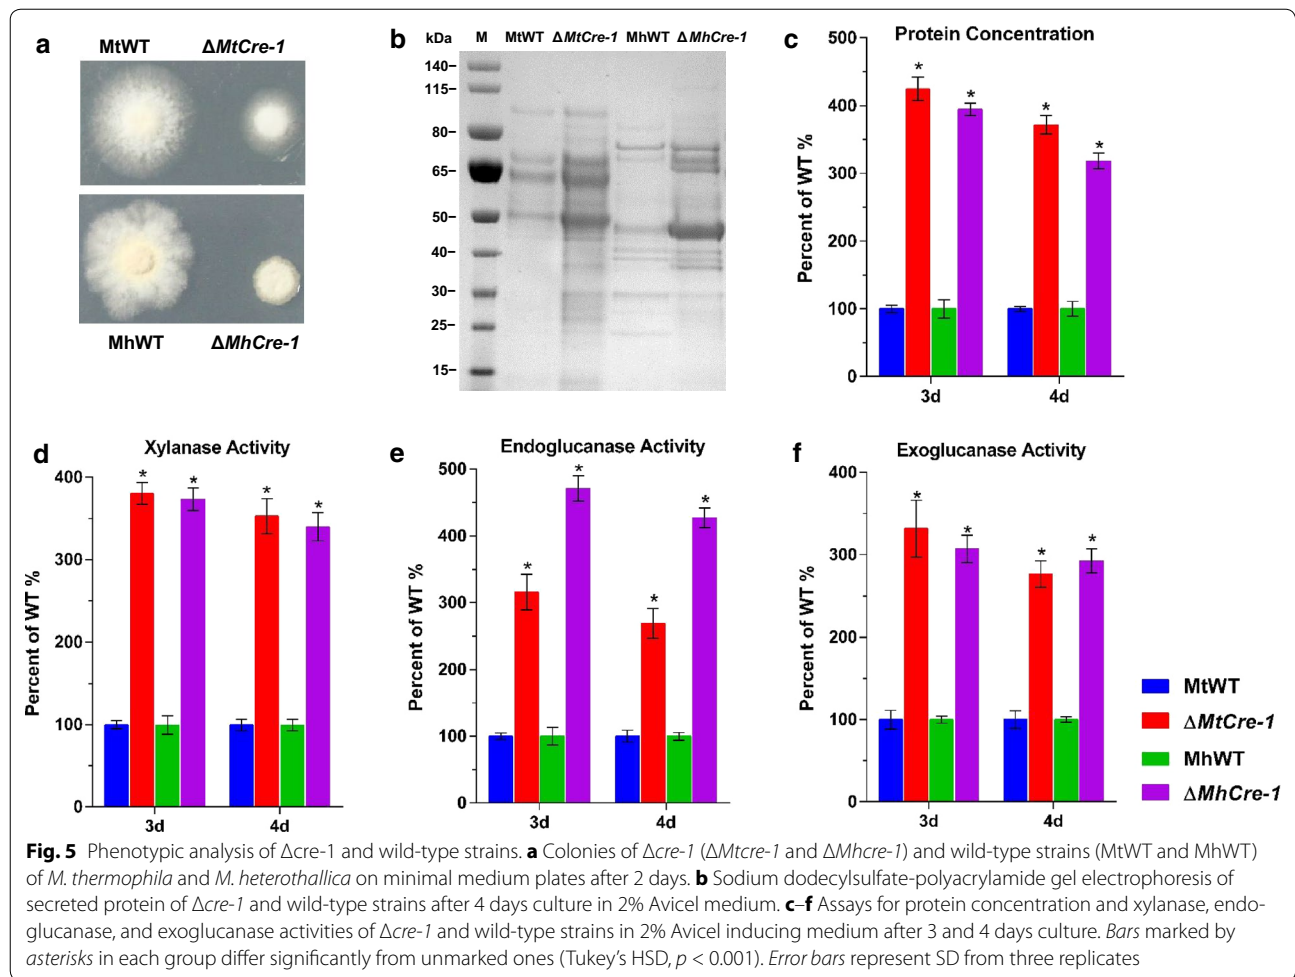 a
MtWT ΔMtCre-1
MhWT ΔMhCre-1
b
kDa M MtWT ΔMtCre-1 MhWT ΔMhCre-1
140–
115–
80–
65–
50–
40–
30–
25–
15–
c
Protein Concentration
Percent of WT %
500
400
300
200
100
0
* * * *
3d 4d
d
Xylanase Activity
Percent of WT %
400
300
200
100
0
* * * *
3d 4d
e
Endoglucanase Activity
Percent of WT %
500
400
300
200
100
0
* * * *
3d 4d
f
Exoglucanase Activity
Percent of WT %
400
300
200
100
0
* * * *
3d 4d
MtWT
ΔMtCre-1
MhWT
ΔMhCre-1
Fig. 5 Phenotypic analysis of Δcre-1 and wild-type strains. a Colonies of Δcre-1 (ΔMtcre-1 and ΔMhcre-1) and wild-type strains (MtWT and MhWT)
of M. thermophila and M. heterothallica on minimal medium plates after 2 days. b Sodium dodecylsulfate-polyacrylamide gel electrophoresis of
secreted protein of Δcre-1 and wild-type strains after 4 days culture in 2% Avicel medium. c–f Assays for protein concentration and xylanase, endo-
glucanase, and exoglucanase activities of Δcre-1 and wild-type strains in 2% Avicel inducing medium after 3 and 4 days culture. Bars marked by
asterisks in each group differ significantly from unmarked ones (Tukey's HSD, p < 0.001). Error bars represent SD from three replicates